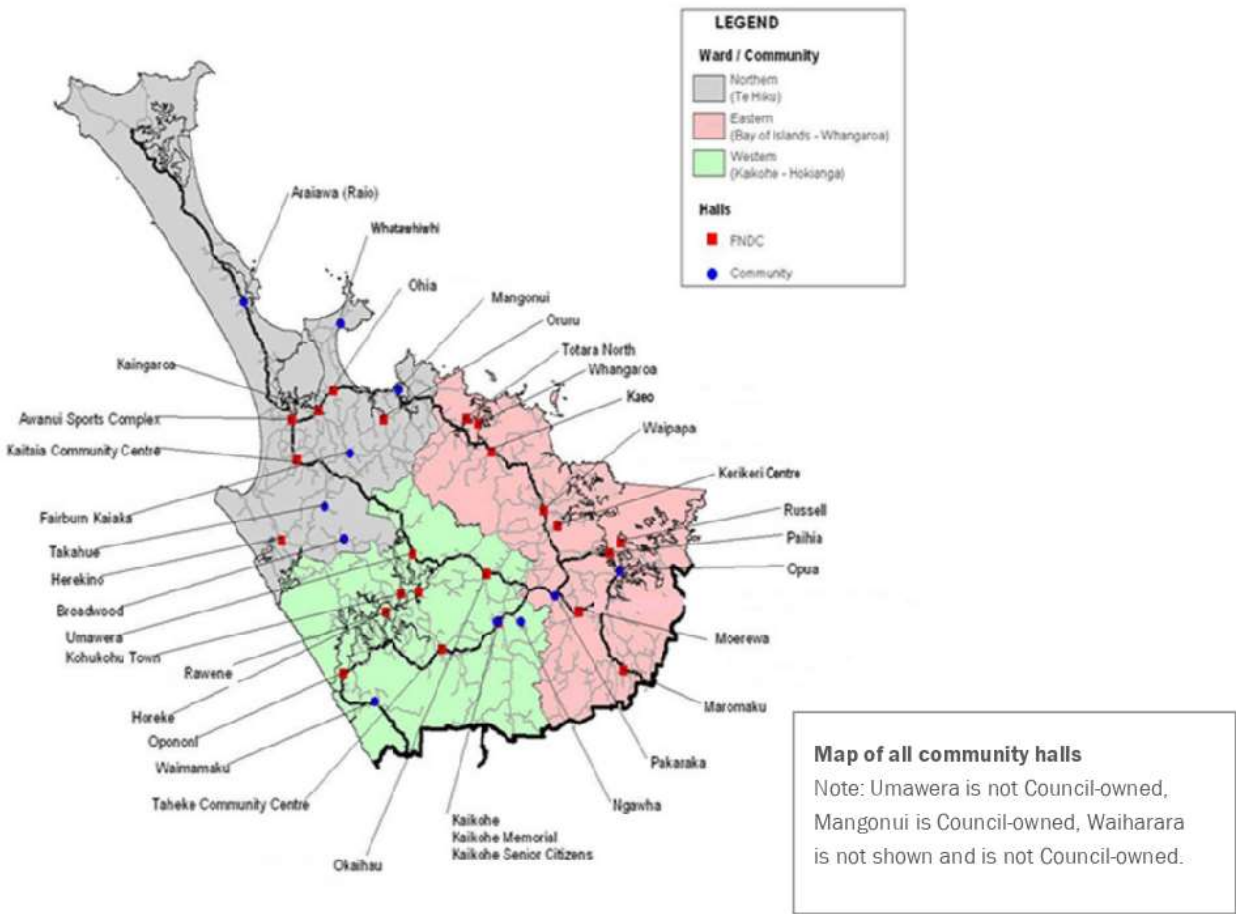 LEGEND
Ward / Community
Northern
(Te Hiku)
Eastern
(Bay of Islands - Whangaroa)
Western
(Kaikohe - Hokianga)
Halls
FNDC
Community
Araiawa (Raio)
Whatawhiwhi
Ohia
Mangonui
Oruru
Totara North
Whangaroa
Kaeo
Waipapa
Kerikeri Centre
Russell
Paihia
Opua
Moerewa
Maromaku
Pakaraka
Ngawha
Kaikohe
Kaikohe Memorial
Kaikohe Senior Citizens
Okaihau
Taheke Community Centre
Waimamaku
Opononi
Horeke
Rawene
Kohukohu Town
Umawera
Broadwood
Herekino
Takahue
Fairburn Kaiaka
Kaitaia Community Centre
Awanui Sports Complex
Kaingaroa
Map of all community halls
Note: Umawera is not Council-owned,
Mangonui is Council-owned, Waiharara
is not shown and is not Council-owned.